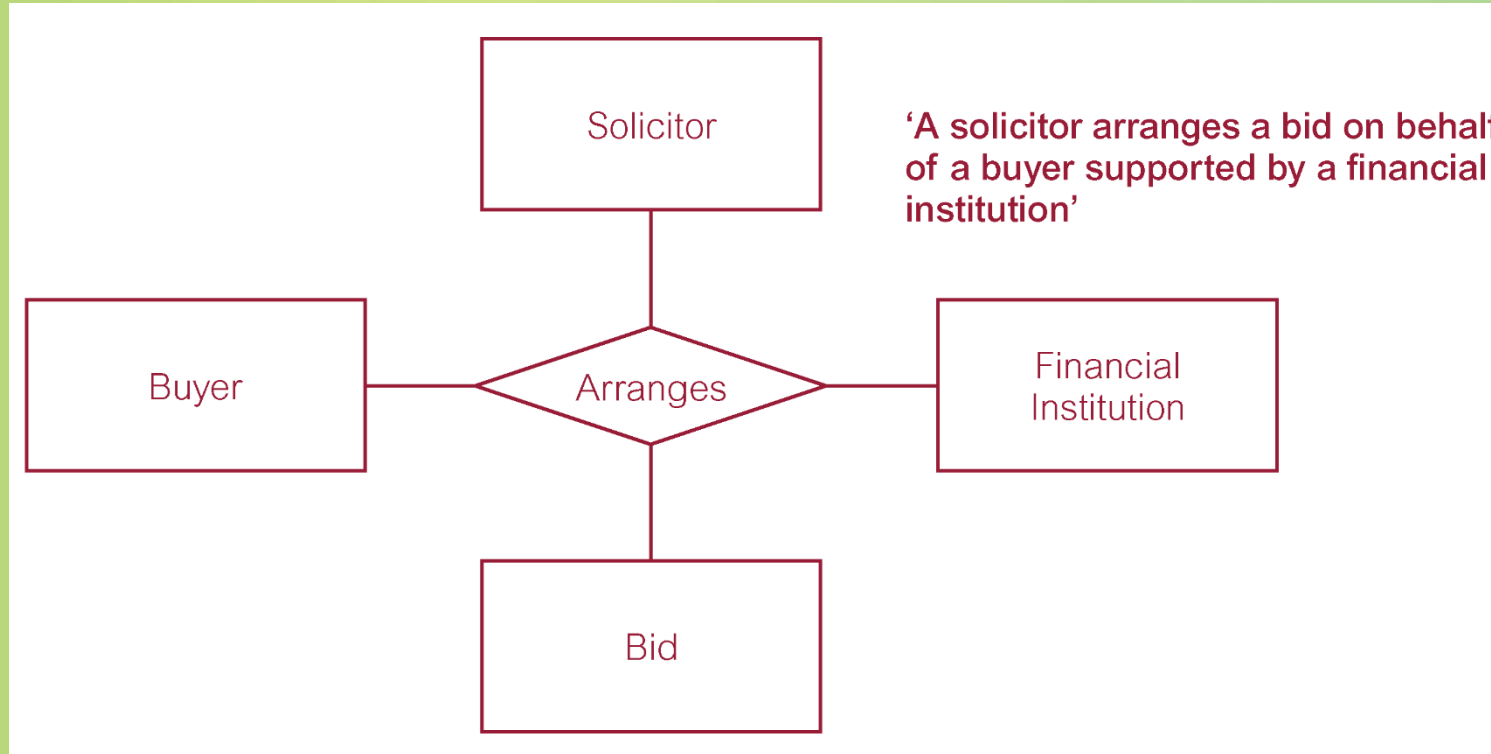 Solicitor
‘A solicitor arranges a bid on behalf
of a buyer supported by a financial
institution’
Buyer
Arranges
Financial
Institution
Bid